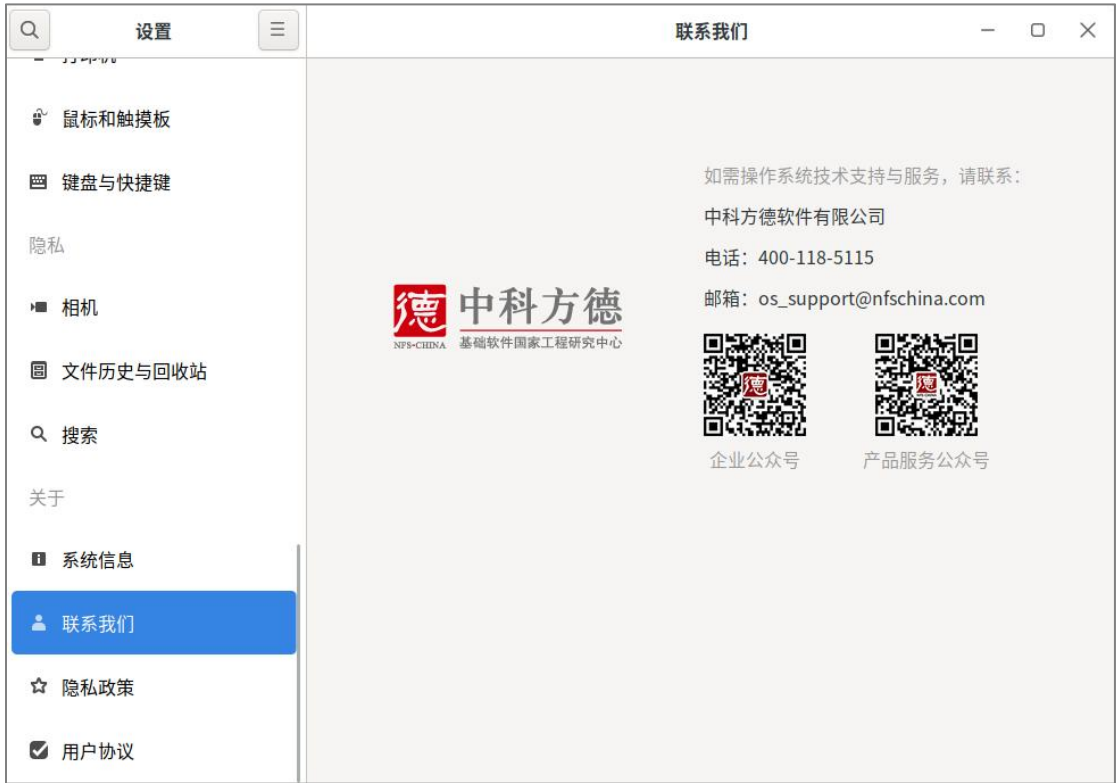 设置
联系我们
打印机
鼠标和触摸板
键盘与快捷键
隐私
相机
文件历史与回收站
搜索
关于
系统信息
联系我们
隐私政策
用户协议
德
中科方德
NFS-CHINA
基础软件国家工程研究中心
如需操作系统技术支持与服务，请联系：
中科方德软件有限公司
电话：400-118-5115
邮箱：os_support@nfschina.com
德
德
企业公众号
产品服务公众号